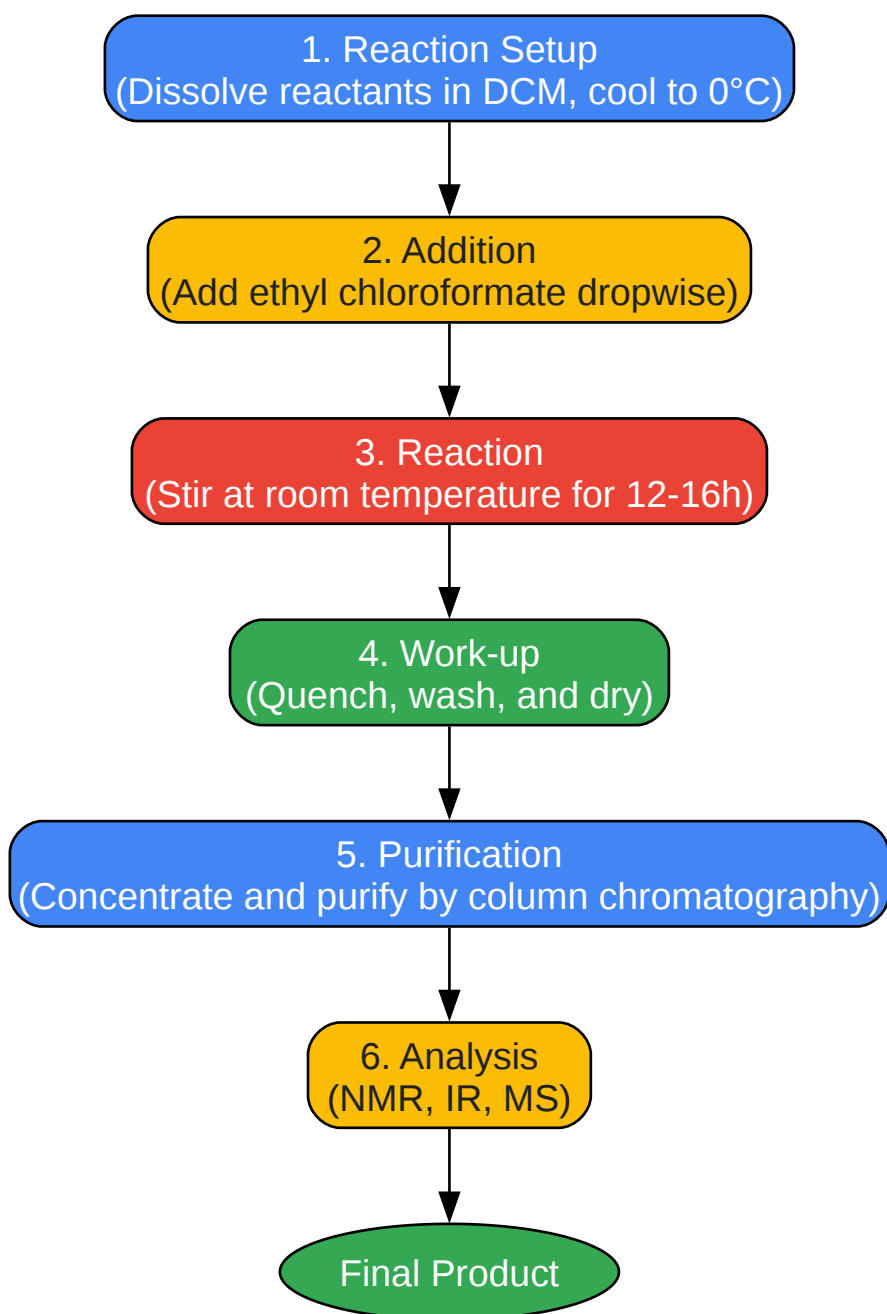 1. Reaction Setup
(Dissolve reactants in DCM, cool to 0°C)
2. Addition
(Add ethyl chloroformate dropwise)
3. Reaction
(Stir at room temperature for 12-16h)
4. Work-up
(Quench, wash, and dry)
5. Purification
(Concentrate and purify by column chromatography)
6. Analysis
(NMR, IR, MS)
Final Product